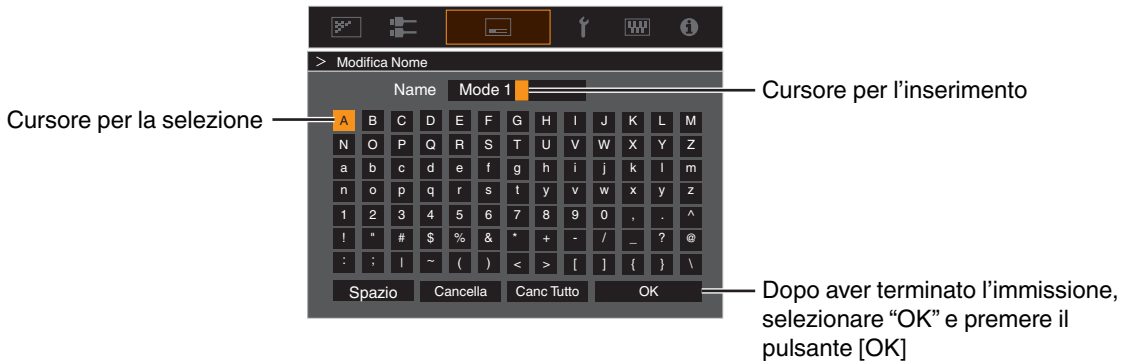 > Modifica Nome
Name Mode 1
Cursore per l'inserimento
Cursore per la selezione
A B C D E F G H I J K L M
N O P Q R S T U V W X Y Z
a b c d e f g h i j k l m
n o p q r s t y v w x y z
1 2 3 4 5 6 7 8 9 0 , . ^
! " # $ % & * + - / _ ? @
: ; | ~ ( ) < > [ ] { } \
Spazio Cancella Canc Tutto OK
Dopo aver terminato l'immissione,
selezionare “OK” e premere il
pulsante [OK]